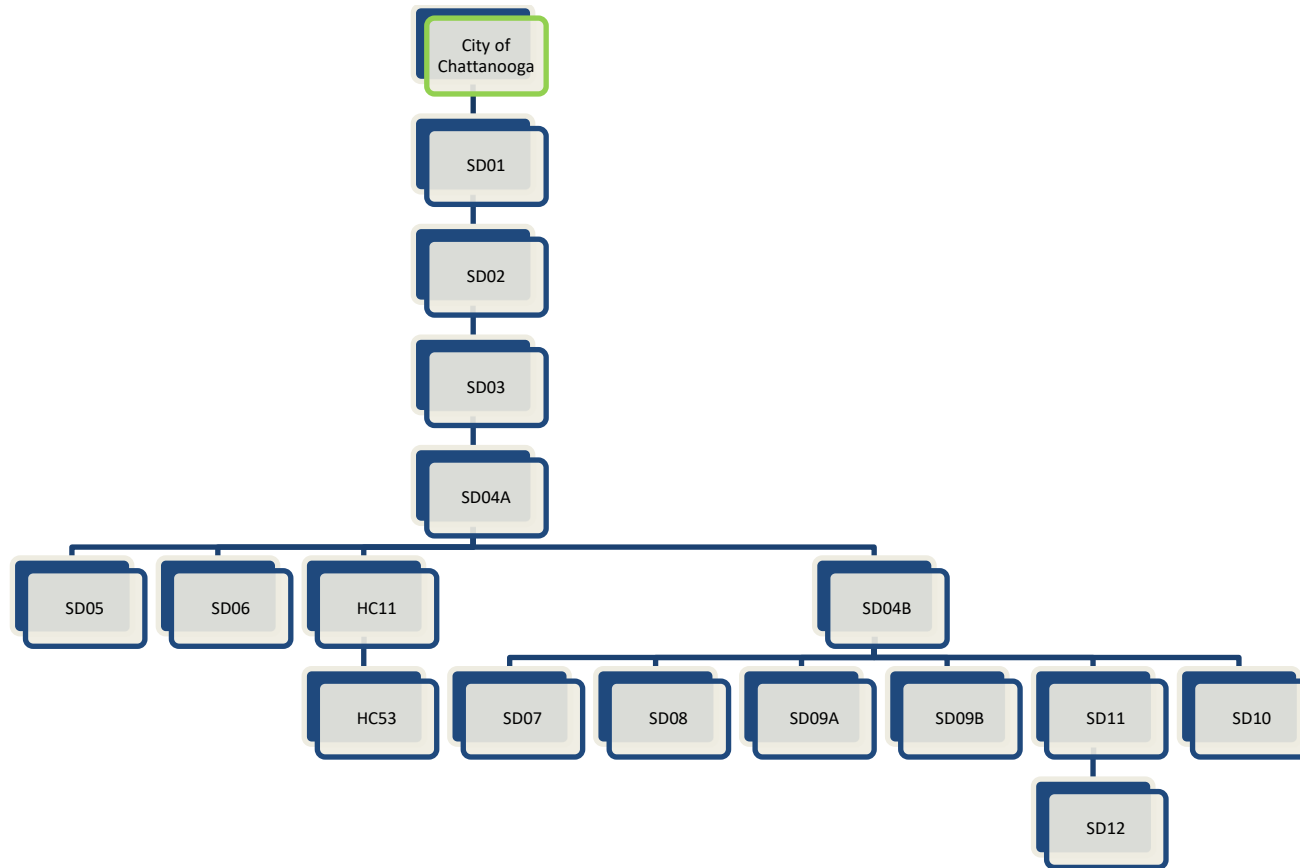 City of
Chattanooga
SD01
SD02
SD03
SD04A
SD05
SD06
HC11
SD04B
HC53
SD07
SD08
SD09A
SD09B
SD11
SD10
SD12